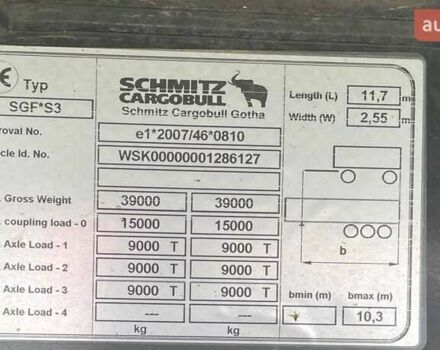 au
Typ
SCHMITZ
CARGOBULL
Schmitz Cargobull Gotha
Length (L) 11,7 m
Width (W) 2,55 m
SGF*S3
roval No. e1*2007/46*0810
cle Id. No. WSK00000001286127
. Gross Weight 39000 39000
. coupling load - 0 15000 15000
Axle Load - 1 9000 T 9000 T
Axle Load - 2 9000 T 9000 T
Axle Load - 3 9000 T 9000 T
Axle Load - 4 --- ---
kg kg
b
bmin (m) bmax (m)
10,3